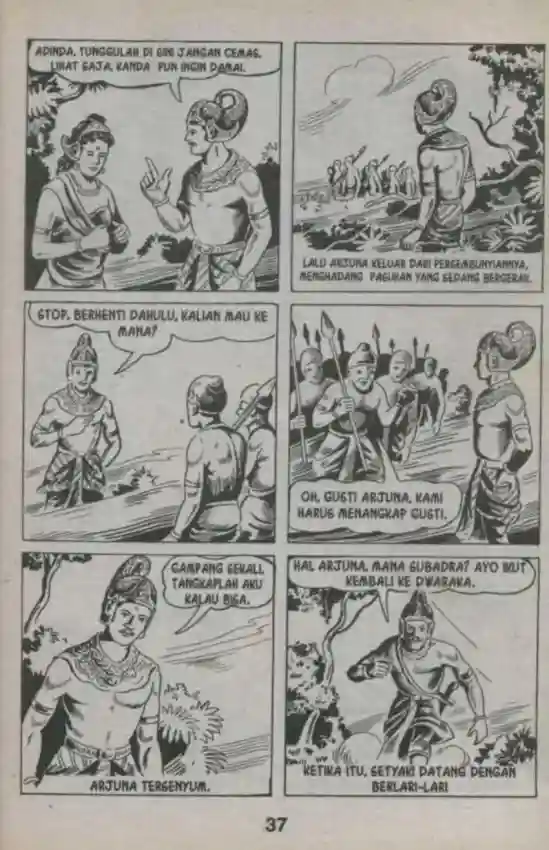 ADINDA, TUNGGULAH DI SINI JANGAN CEMAS.
LIHAT SAJA, KANDA PUN INGIN DAMAI.
LALU ARJUNA KELUAR DARI PERSEMBUNYIANNYA,
MENGHADANG PASUKAN YANG SEDANG BERGERAK.
STOP. BERHENTI DAHULU, KALIAN MAU KE
MANA?
OH, GUSTI ARJUNA. KAMI
HARUS MENANGKAP GUSTI.
GAMPANG SEKALI.
TANGKAPLAH AKU
KALAU BISA.
ARJUNA TERSENYUM.
HAI ARJUNA, MANA SUBADRA? AYO IKUT
KEMBALI KE DWARAKA.
KETIKA ITU, SETYAKI DATANG DENGAN
BERLARI-LARI
37